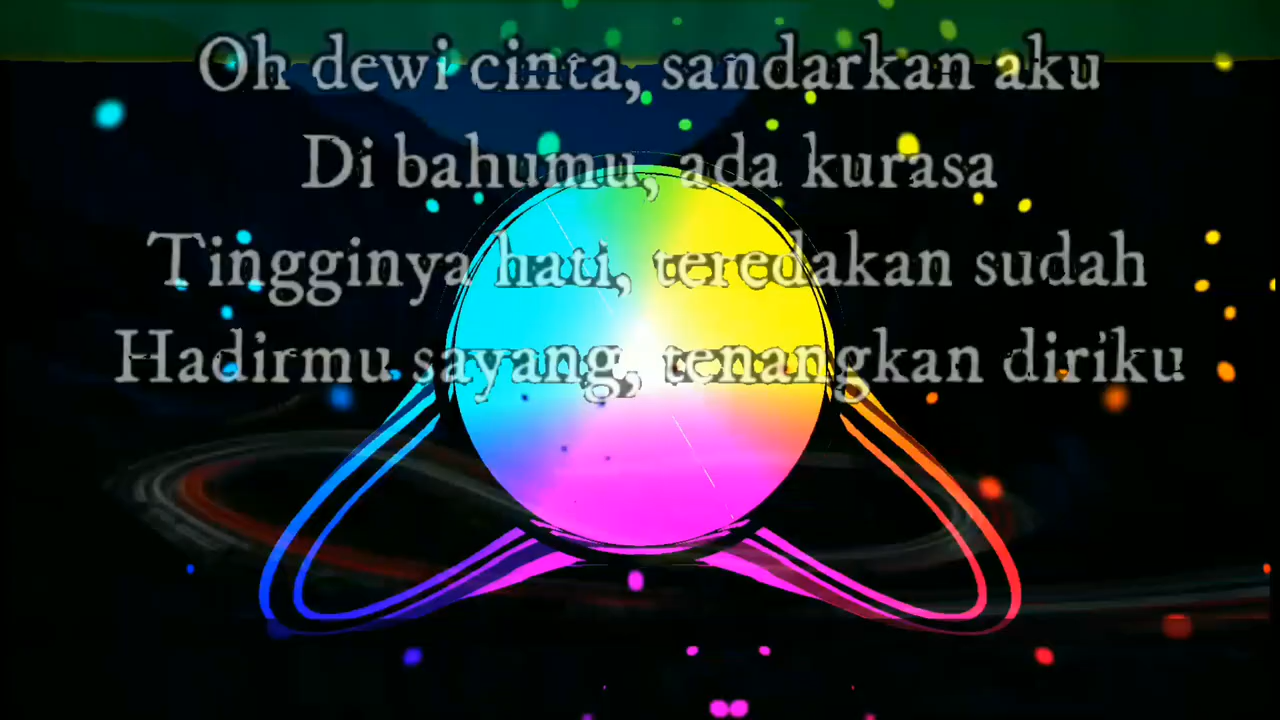 Oh dewi cinta, sandarkan aku
Di bahumu, ada kurasa
Tingginya hati, teredakan sudah
Hadirmu sayang, tenangkan diriku